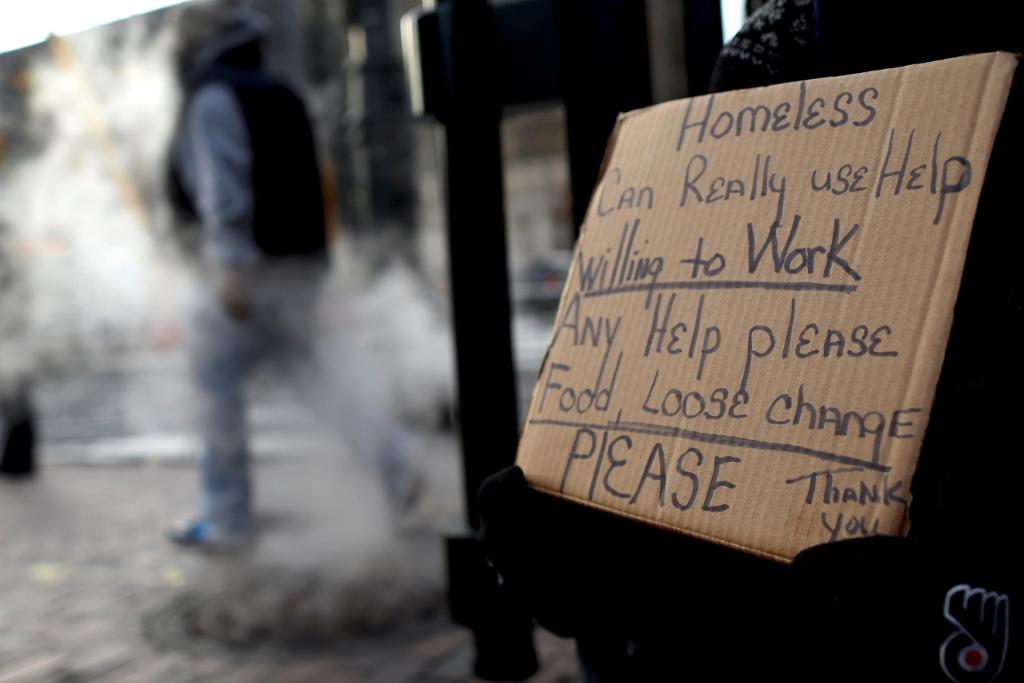 Homeless
Can Really use Help
Willing to Work
Any Help please
Food, Loose change
PlEASE Thank
you